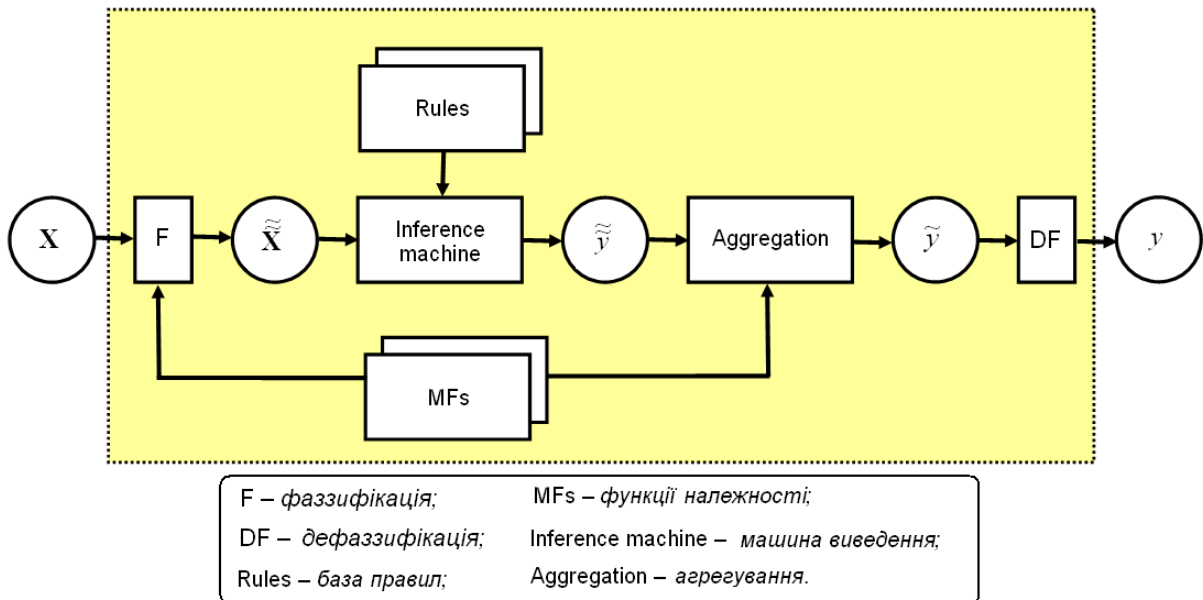 Rules
X
F
X̃̃
Inference
machine
ỹ̃
Aggregation
ỹ
DF
y
MFs
F – фаззифікація;
MFs – функції належності;
DF – дефаззифікація;
Inference machine – машина виведення;
Rules – база правил;
Aggregation – агрегування.